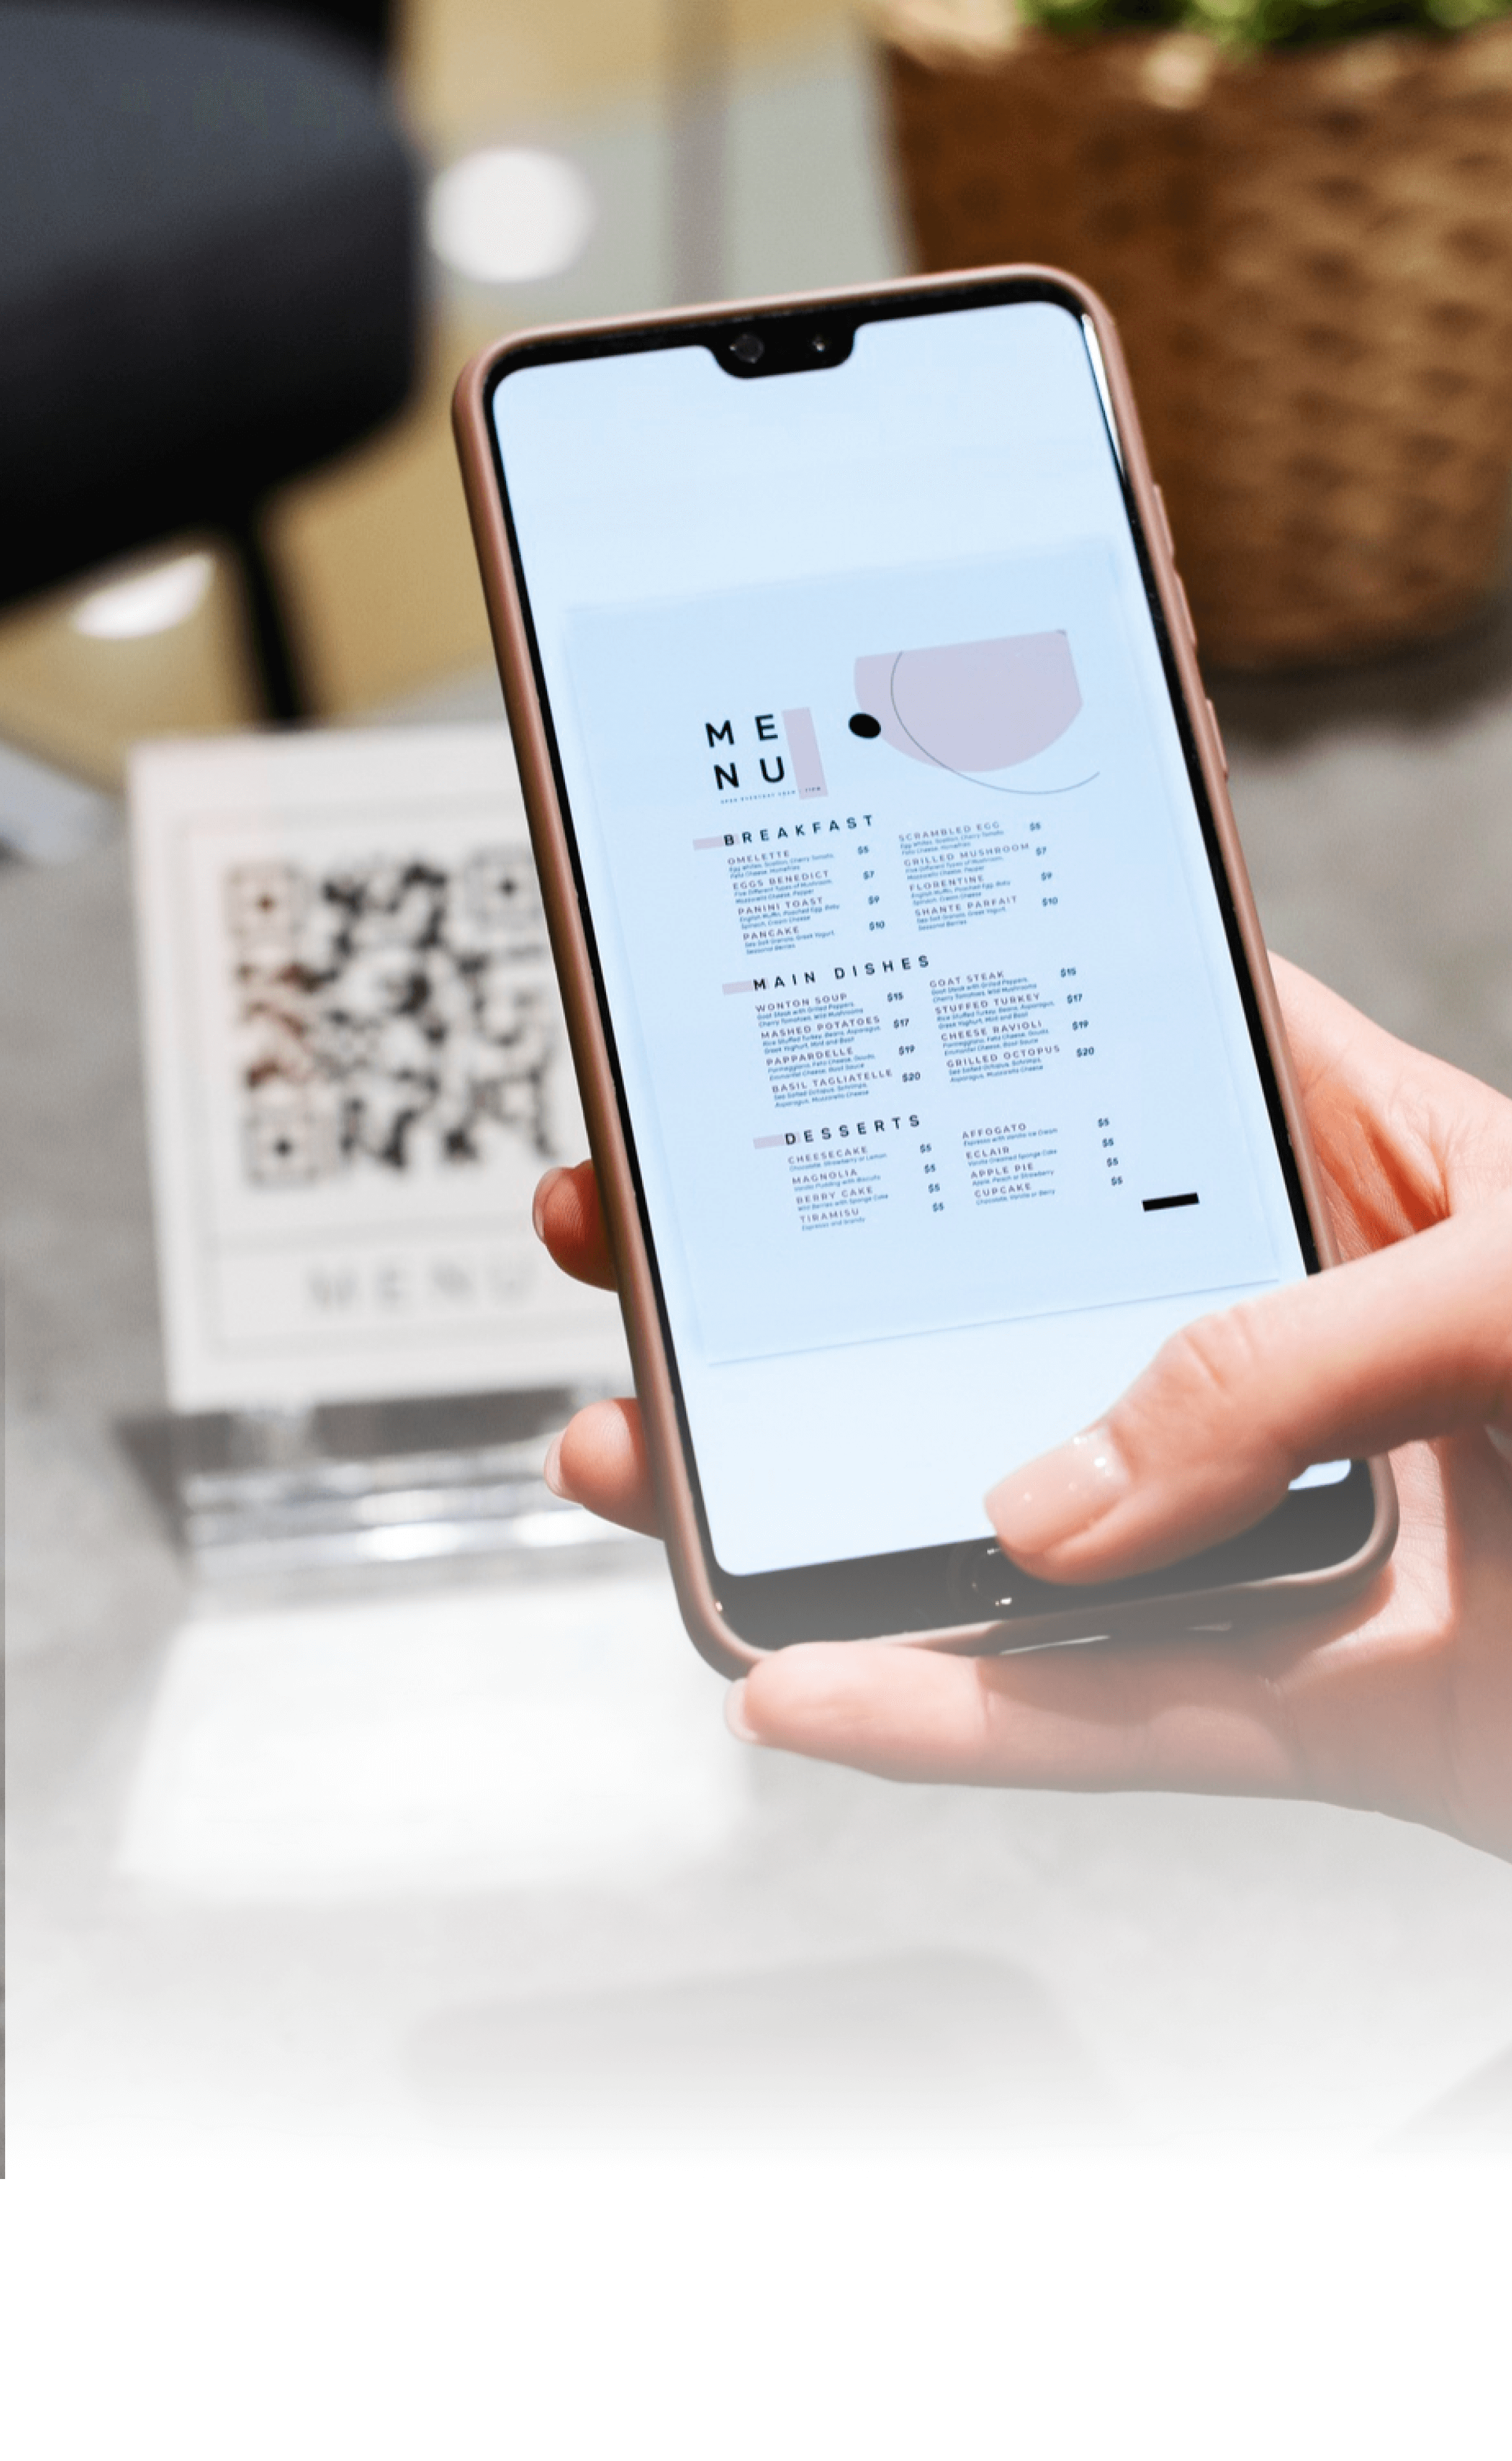 ME
NU
BREAKFAST
OMELETTE $5
Egg Whites, Scallion, Cherry Tomato,
Feta Cheese, Homefries
EGGS BENEDICT $7
Five Different Types of Mushroom,
Mozzarella Cheese, Pepper
PANINI TOAST $9
English Muffin, Poached Egg, Baby
Spinach, Cream Cheese
PANCAKE $10
Sea Salt Granola, Greek Yogurt,
Seasonal Berries
SCRAMBLED EGG $5
Egg Whites, Scallion, Cherry Tomato,
Feta Cheese, Homefries
GRILLED MUSHROOM $7
Five Different Types of Mushroom,
Mozzarella Cheese, Pepper
FLORENTINE $9
English Muffin, Poached Egg, Baby
Spinach, Cream Cheese
SHANTE PARFAIT $10
Sea Salt Granola, Greek Yogurt,
Seasonal Berries
MAIN DISHES
WONTON SOUP $15
Goat Steak with Grilled Peppers,
Cherry Tomatoes, Wild Mushrooms
MASHED POTATOES $17
Rice Stuffed Turkey, Beans, Asparagus,
Greek Yoghurt, Mint and Basil
PAPPARDELLE $19
Parmeggiano, Feta Cheese, Gouda,
Emmantel Cheese, Basil Sauce
BASIL TAGLIATELLE $20
Sea Salted Octopus, Schrimps,
Asparagus, Muzzarella Cheese
GOAT STEAK $15
Goat Steak with Grilled Peppers,
Cherry Tomatoes, Wild Mushrooms
STUFFED TURKEY $17
Rice Stuffed Turkey, Beans, Asparagus,
Greek Yoghurt, Mint and Basil
CHEESE RAVIOLI $19
Parmeggiano, Feta Cheese, Gouda,
Emmantel Cheese, Basil Sauce
GRILLED OCTOPUS $20
Sea Salted Octopus, Schrimps,
Asparagus, Muzzarella Cheese
DESSERTS
CHEESECAKE $5
Chocolate, Strawberry or Lemon
MAGNOLIA $5
Vanilla Pudding with Biscuits
BERRY CAKE $5
Wild Berries with Sponge Cake
TIRAMISU $5
Espresso and brandy
AFFOGATO $5
Espresso with Vanilla Ice Cream
ECLAIR $5
Vanilla Creamed Sponge Cake
APPLE PIE $5
Apple, Peach or Strawberry
CUPCAKE $5
Chocolate, Vanilla or Berry
MENU